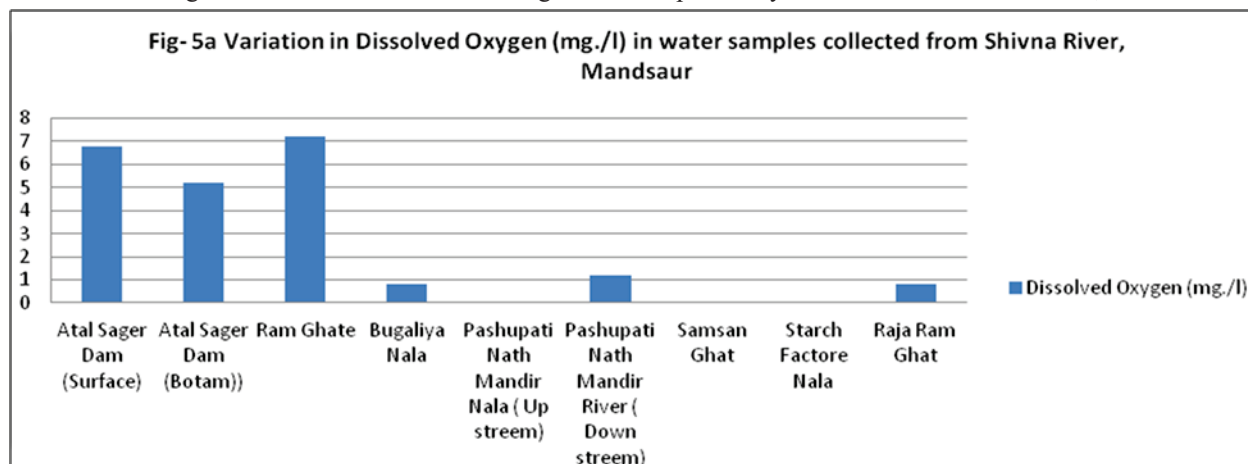 Fig- 5a Variation in Dissolved Oxygen (mg./l) in water samples collected from Shivna River,
Mandsaur
8
7
6
5
4
3
2
1
0
Atal Sager
Dam
(Surface)
Atal Sager
Dam
(Botam))
Ram Ghate
Bugaliya
Nala
Pashupati
Nath
Mandir
Nala ( Up
streem)
Pashupati
Nath
Mandir
River (
Down
streem)
Samsan
Ghat
Starch
Factore
Nala
Raja Ram
Ghat
Dissolved Oxygen (mg./l)